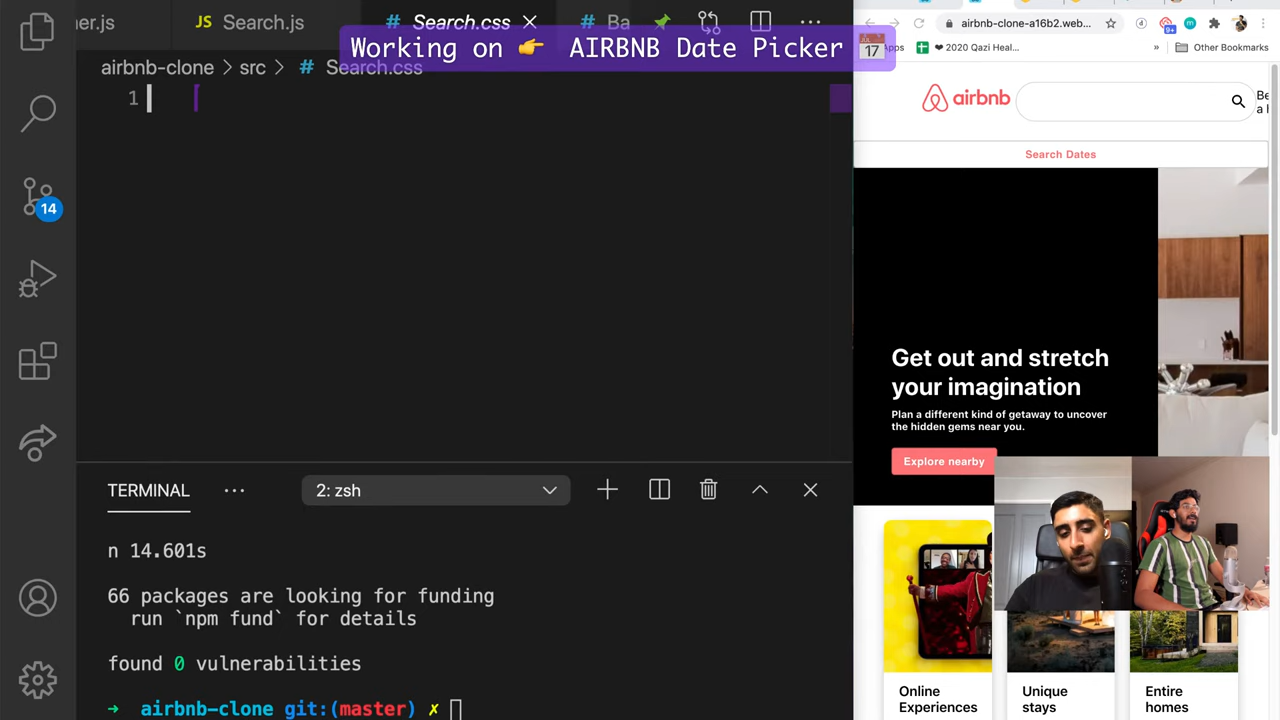 er.js
JS Search.js
# Search.css
# Ba
Working on 👉 AIRBNB Date Picker 📅
JUL
17
airbnb-clone > src > # Search.css
1
14
TERMINAL
2: zsh
n 14.601s
66 packages are looking for funding
run `npm fund` for details
found 0 vulnerabilities
→ airbnb-clone git:(master) ✗
airbnb-clone-a16b2.web...
9+
Apps
❤ 2020 Qazi Heal...
»
Other Bookmarks
airbnb
Be
a
Search Dates
Get out and stretch
your imagination
Plan a different kind of getaway to uncover
the hidden gems near you.
Explore nearby
Online
Experiences
Unique
stays
Entire
homes